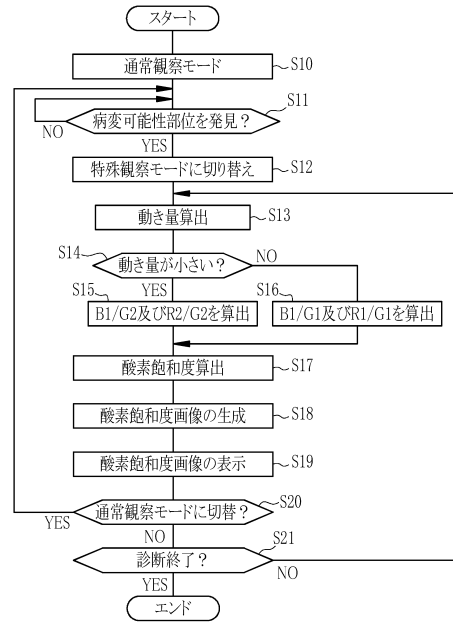 スタート
通常観察モード
S10
病変可能性部位を発見？
S11
NO
YES
特殊観察モードに切り替え
S12
動き量算出
S13
S14
動き量が小さい？
NO
YES
S15
B1/G2及びR2/G2を算出
S16
B1/G1及びR1/G1を算出
酸素飽和度算出
S17
酸素飽和度画像の生成
S18
酸素飽和度画像の表示
S19
通常観察モードに切替？
S20
YES
NO
診断終了？
S21
NO
YES
エンド